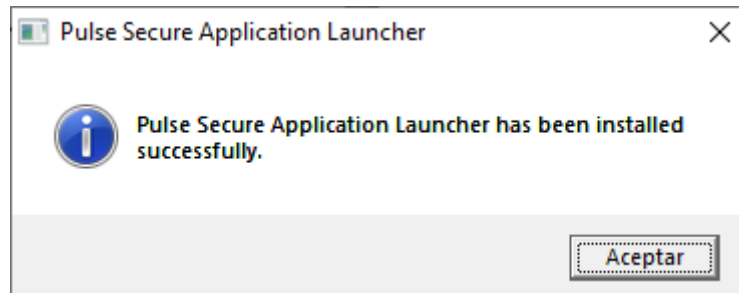 Pulse Secure Application Launcher
Pulse Secure Application Launcher has been installed
successfully.
Aceptar